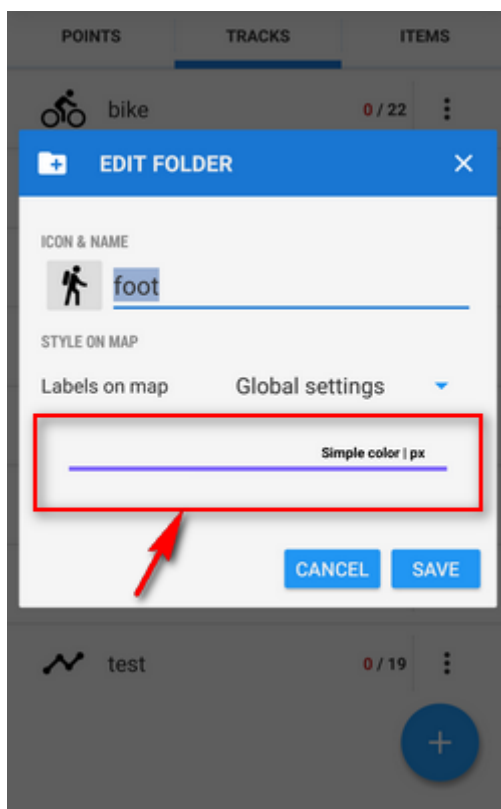 POINTS TRACKS ITEMS
bike 0 / 22
EDIT FOLDER
ICON & NAME
foot
STYLE ON MAP
Labels on map Global settings
Simple color | px
CANCEL SAVE
test 0 / 19